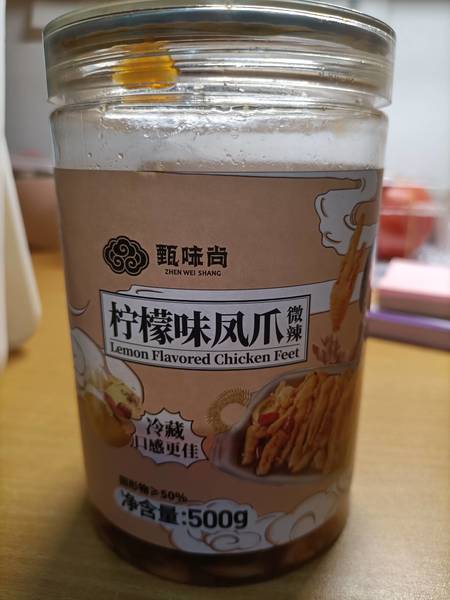 甄味尚
ZHEN WEI SHANG
柠檬味凤爪 微辣
Lemon Flavored Chicken Feet
冷藏
口感更佳
固形物≥50%
净含量:500g